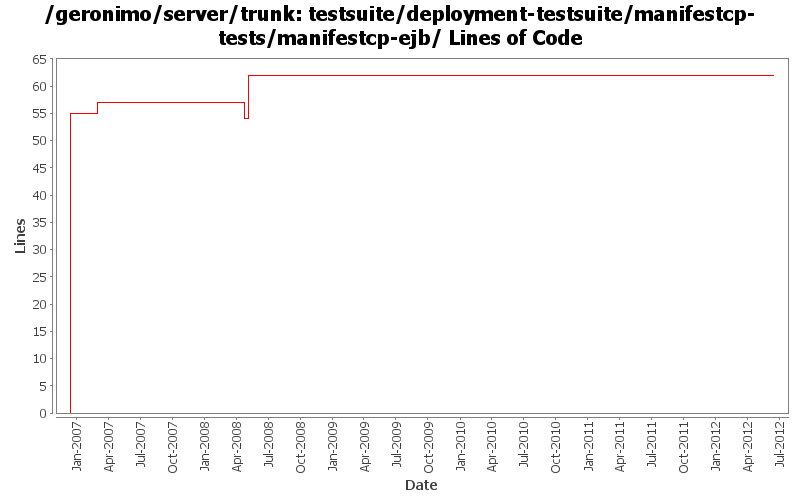 /geronimo/server/trunk: testsuite/deployment-testsuite/manifestcp-
tests/manifestcp-ejb/ Lines of Code
65
60
55
50
45
40
35
30
25
20
15
10
5
0
Lines
Jan-2007
Apr-2007
Jul-2007
Oct-2007
Jan-2008
Apr-2008
Jul-2008
Oct-2008
Jan-2009
Apr-2009
Jul-2009
Oct-2009
Jan-2010
Apr-2010
Jul-2010
Oct-2010
Jan-2011
Apr-2011
Jul-2011
Oct-2011
Jan-2012
Apr-2012
Jul-2012
Date